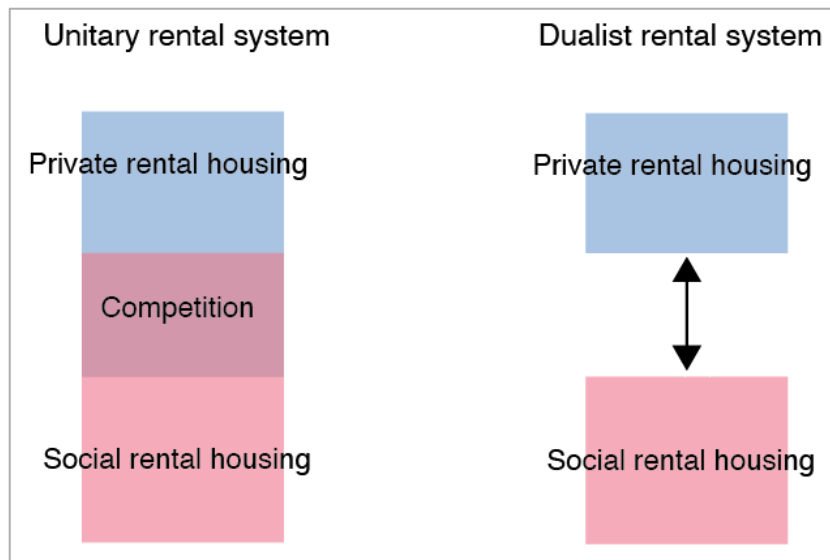 Unitary rental system
Dualist rental system
Private rental housing
Private rental housing
Competition
Social rental housing
Social rental housing